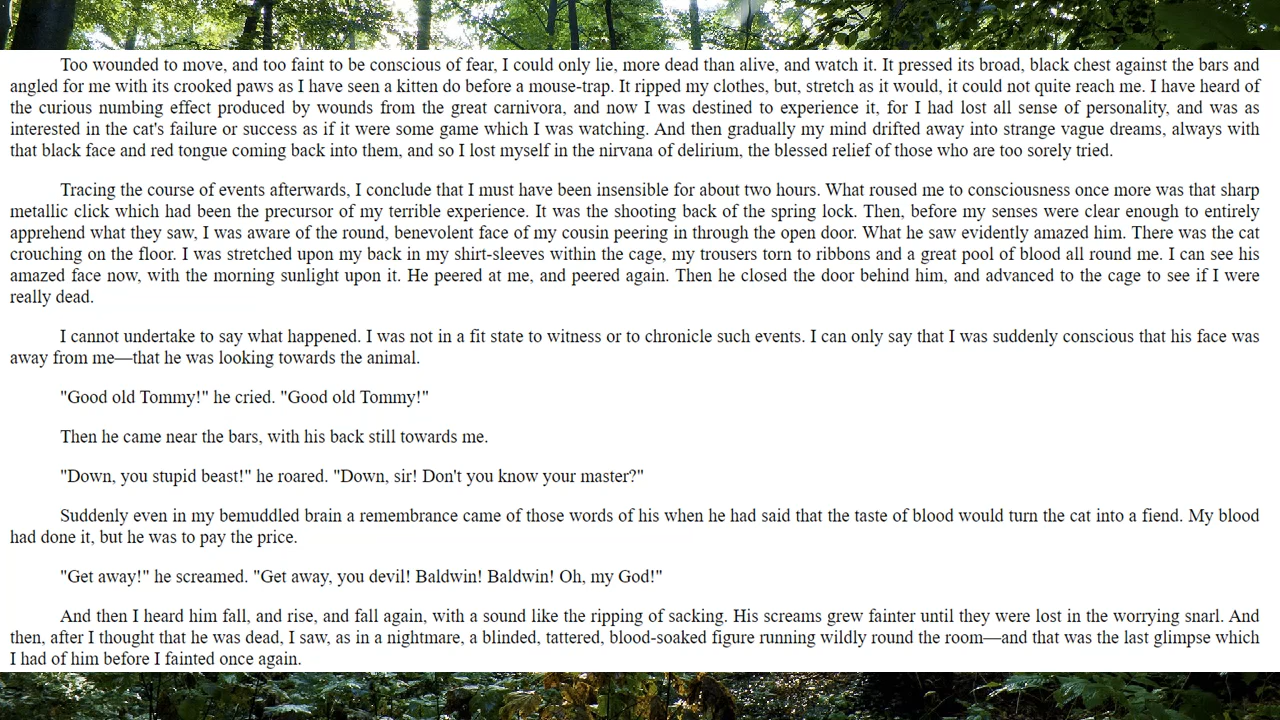 Too wounded to move, and too faint to be conscious of fear, I could only lie, more dead than alive, and watch it. It pressed its broad, black chest against the bars and
angled for me with its crooked paws as I have seen a kitten do before a mouse-trap. It ripped my clothes, but, stretch as it would, it could not quite reach me. I have heard of
the curious numbing effect produced by wounds from the great carnivora, and now I was destined to experience it, for I had lost all sense of personality, and was as
interested in the cat's failure or success as if it were some game which I was watching. And then gradually my mind drifted away into strange vague dreams, always with
that black face and red tongue coming back into them, and so I lost myself in the nirvana of delirium, the blessed relief of those who are too sorely tried.
Tracing the course of events afterwards, I conclude that I must have been insensible for about two hours. What roused me to consciousness once more was that sharp
metallic click which had been the precursor of my terrible experience. It was the shooting back of the spring lock. Then, before my senses were clear enough to entirely
apprehend what they saw, I was aware of the round, benevolent face of my cousin peering in through the open door. What he saw evidently amazed him. There was the cat
crouching on the floor. I was stretched upon my back in my shirt-sleeves within the cage, my trousers torn to ribbons and a great pool of blood all round me. I can see his
amazed face now, with the morning sunlight upon it. He peered at me, and peered again. Then he closed the door behind him, and advanced to the cage to see if I were
really dead.
I cannot undertake to say what happened. I was not in a fit state to witness or to chronicle such events. I can only say that I was suddenly conscious that his face was
away from me—that he was looking towards the animal.
"Good old Tommy!" he cried. "Good old Tommy!"
Then he came near the bars, with his back still towards me.
"Down, you stupid beast!" he roared. "Down, sir! Don't you know your master?"
Suddenly even in my bemuddled brain a remembrance came of those words of his when he had said that the taste of blood would turn the cat into a fiend. My blood
had done it, but he was to pay the price.
"Get away!" he screamed. "Get away, you devil! Baldwin! Baldwin! Oh, my God!"
And then I heard him fall, and rise, and fall again, with a sound like the ripping of sacking. His screams grew fainter until they were lost in the worrying snarl. And
then, after I thought that he was dead, I saw, as in a nightmare, a blinded, tattered, blood-soaked figure running wildly round the room—and that was the last glimpse which
I had of him before I fainted once again.